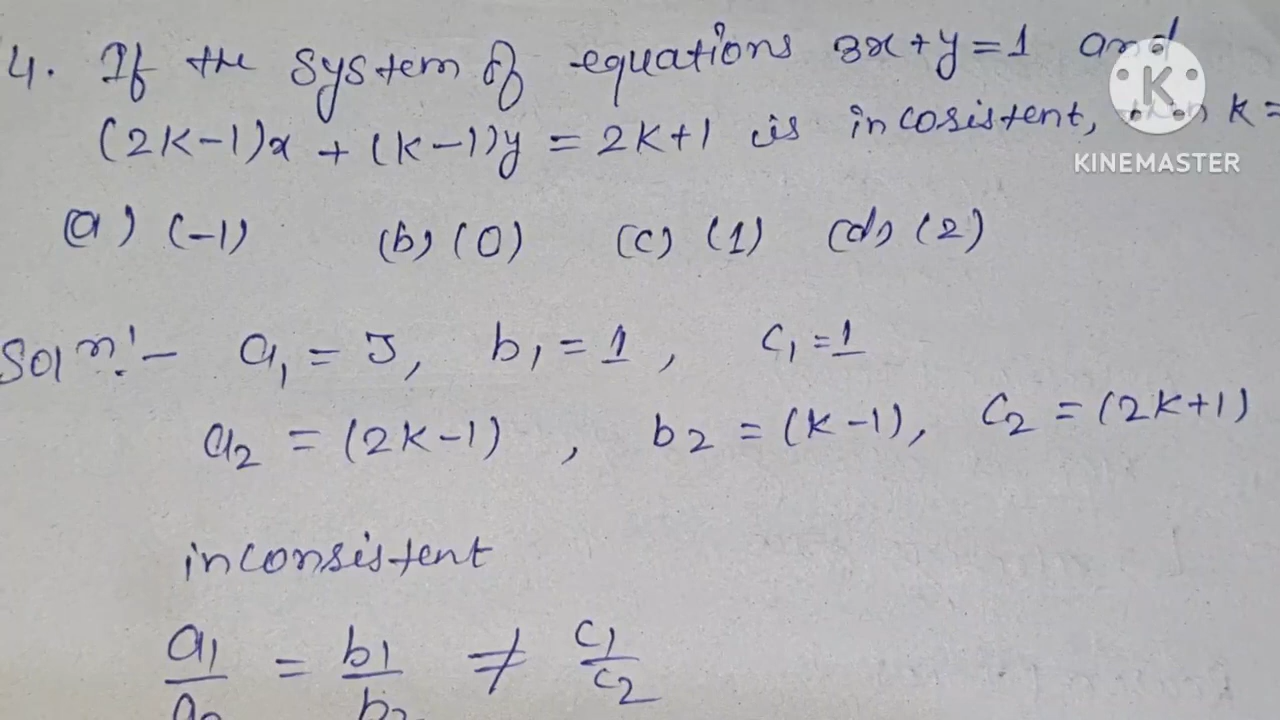 4. If the system of equations 3x+y=1 and
(2k-1)x + (k-1)y = 2k+1 is incosistent, then k=
(a) (-1) (b) (0) (c) (1) (d) (2)
Soln:- a₁ = 3, b₁ = 1, c₁ = 1
a₂ = (2k-1), b₂ = (k-1), c₂ = (2k+1)
inconsistent
a₁/a₂ = b₁/b₂ ≠ c₁/c₂
K
KINEMASTER